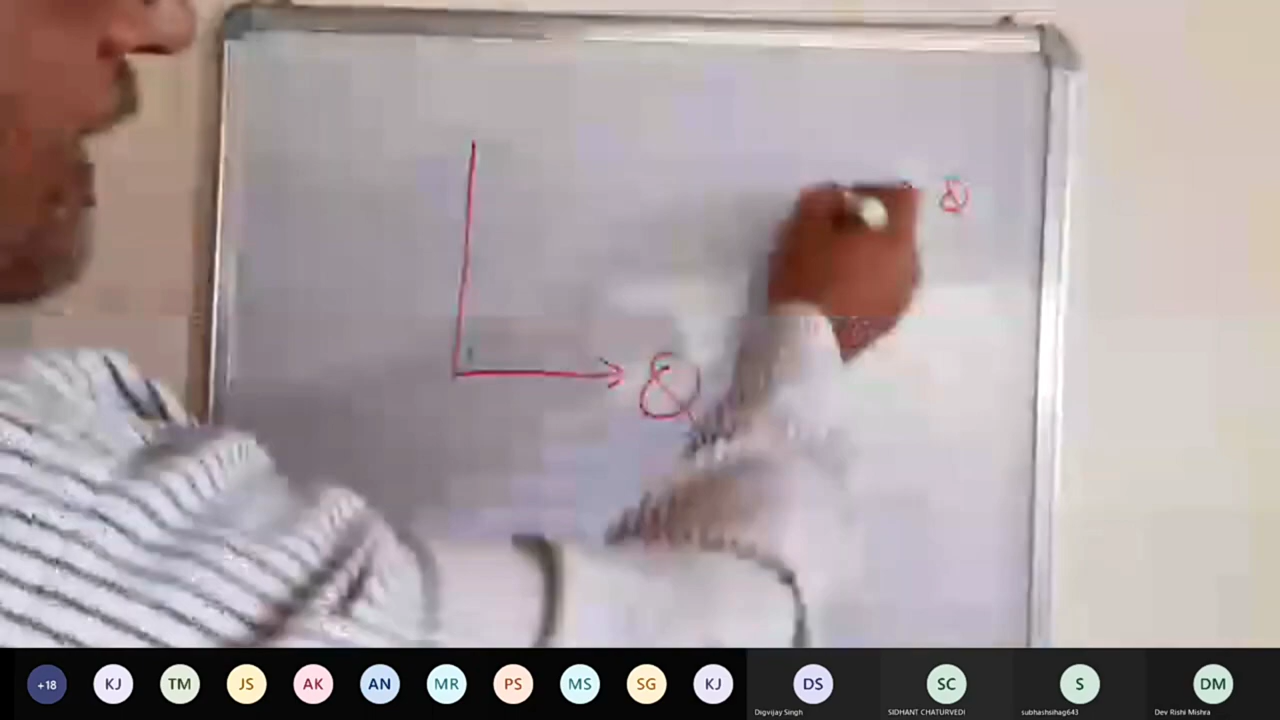 &
&
+18 KJ TM JS AK AN MR PS MS SG KJ DS SC S DM
Digvijay Singh SIDHANT CHATURVEDI subhashsihag643 Dev Rishi Mishra